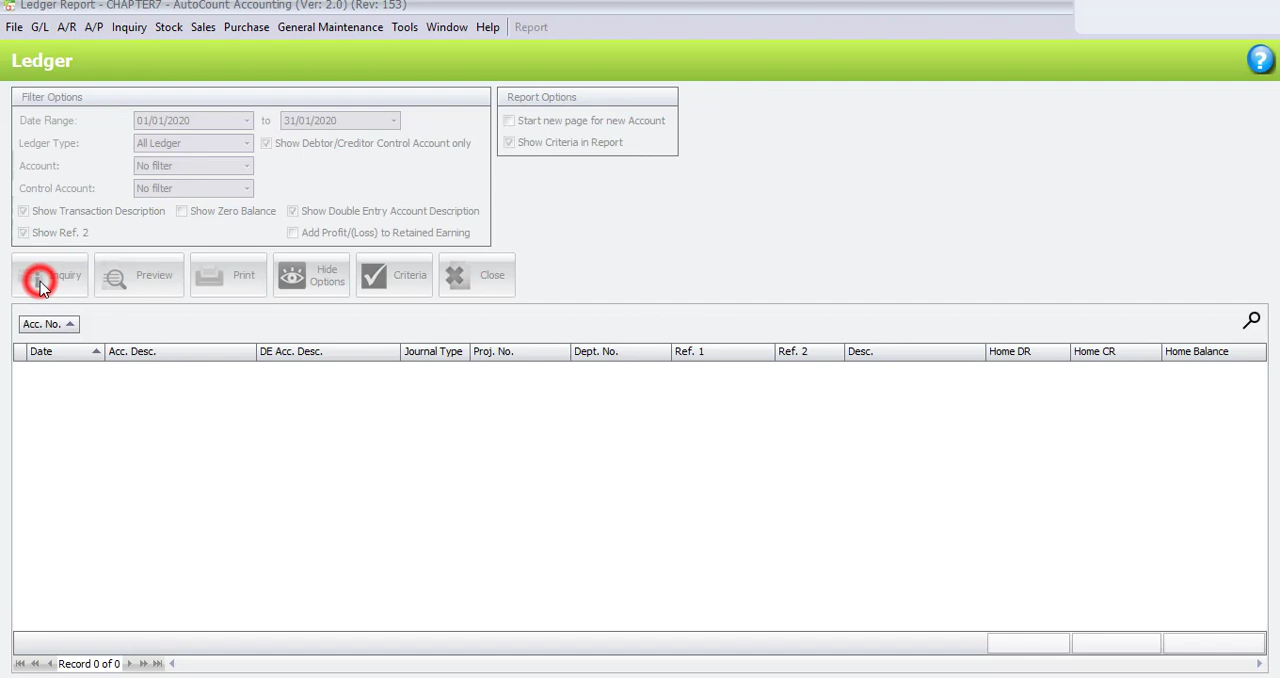 Ledger Report - CHAPTER7 - AutoCount Accounting (Ver: 2.0) (Rev: 153)
File G/L A/R A/P Inquiry Stock Sales Purchase General Maintenance Tools Window Help Report
Ledger
?
Filter Options
Date Range: 01/01/2020 to 31/01/2020
Ledger Type: All Ledger Show Debtor/Creditor Control Account only
Account: No filter
Control Account: No filter
Show Transaction Description Show Zero Balance Show Double Entry Account Description
Show Ref. 2 Add Profit/(Loss) to Retained Earning
Report Options
Start new page for new Account
Show Criteria in Report
Inquiry Preview Print Hide Options Criteria Close
Acc. No.
Date Acc. Desc. DE Acc. Desc. Journal Type Proj. No. Dept. No. Ref. 1 Ref. 2 Desc. Home DR Home CR Home Balance
Record 0 of 0